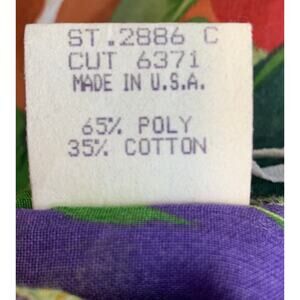 ST.2886 C
CUT 6371
MADE IN U.S.A.
65% POLY
35% COTTON